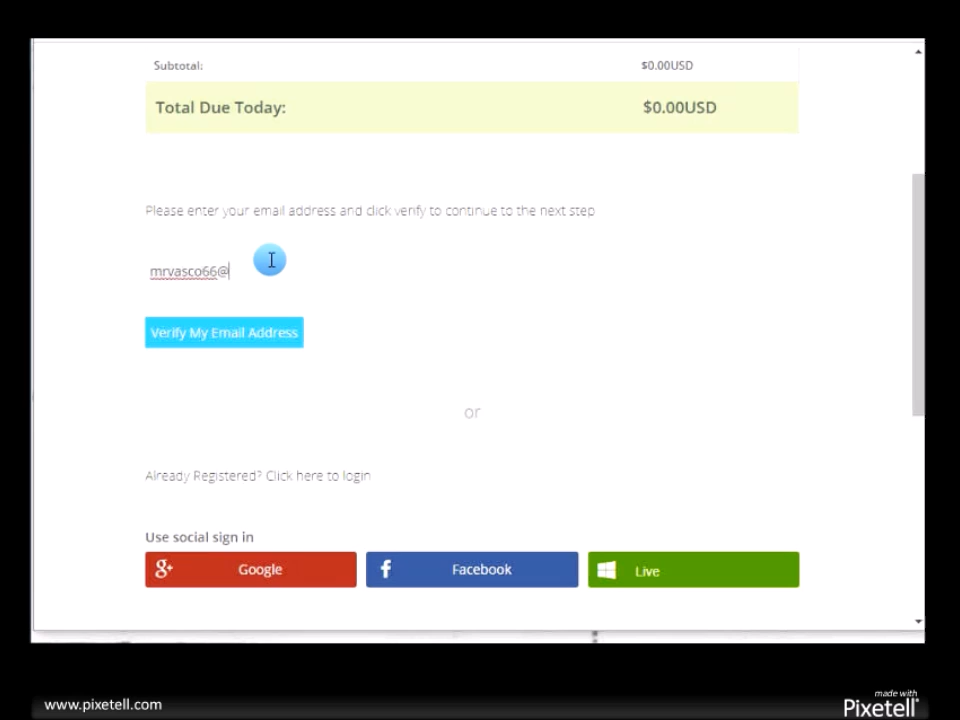 Subtotal: $0.00USD
Total Due Today: $0.00USD
Please enter your email address and click verify to continue to the next step
mrvasco66@
Verify My Email Address
or
Already Registered? Click here to login
Use social sign in
g+ Google
f Facebook
Live
www.pixetell.com
made with
Pixetell